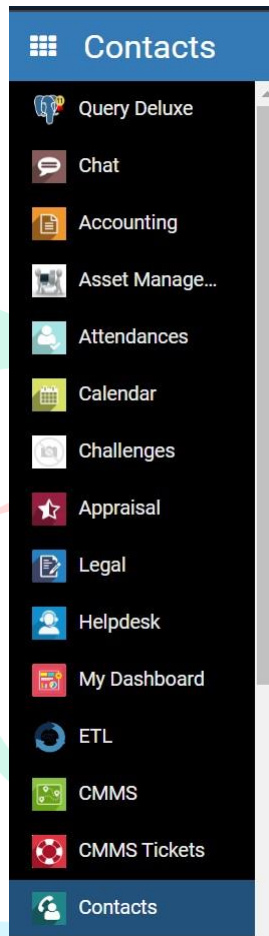 Contacts
Query Deluxe
Chat
Accounting
Asset Manage...
Attendances
Calendar
Challenges
Appraisal
Legal
Helpdesk
My Dashboard
ETL
CMMS
CMMS Tickets
Contacts